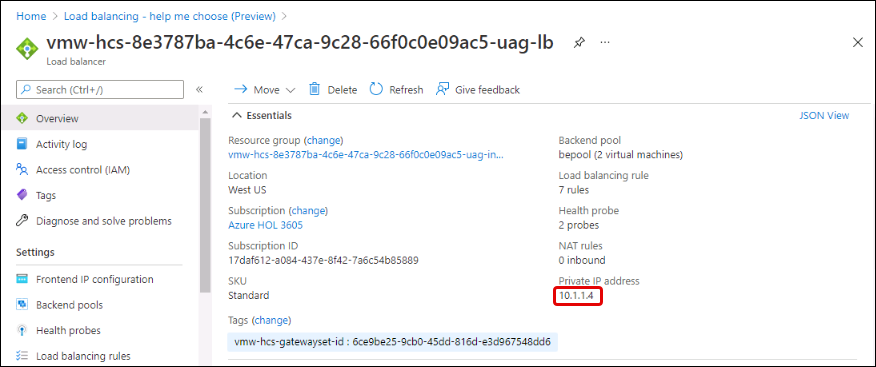 Home > Load balancing - help me choose (Preview) >
vmw-hcs-8e3787ba-4c6e-47ca-9c28-66f0c0e09ac5-uag-lb ...
Load balancer
Search (Ctrl+/) «
Overview
Activity log
Access control (IAM)
Tags
Diagnose and solve problems
Settings
Frontend IP configuration
Backend pools
Health probes
Load balancing rules
Move Delete Refresh Give feedback
Essentials JSON View
Resource group (change)
vmw-hcs-8e3787ba-4c6e-47ca-9c28-66f0c0e09ac5-uag-in...
Location
West US
Subscription (change)
Azure HOL 3605
Subscription ID
17daf612-a084-437e-8f42-7a6c54b85889
SKU
Standard
Backend pool
bepool (2 virtual machines)
Load balancing rule
7 rules
Health probe
2 probes
NAT rules
0 inbound
Private IP address
10.1.1.4
Tags (change)
vmw-hcs-gatewayset-id : 6ce9be25-9cb0-45dd-816d-e3d967548dd6